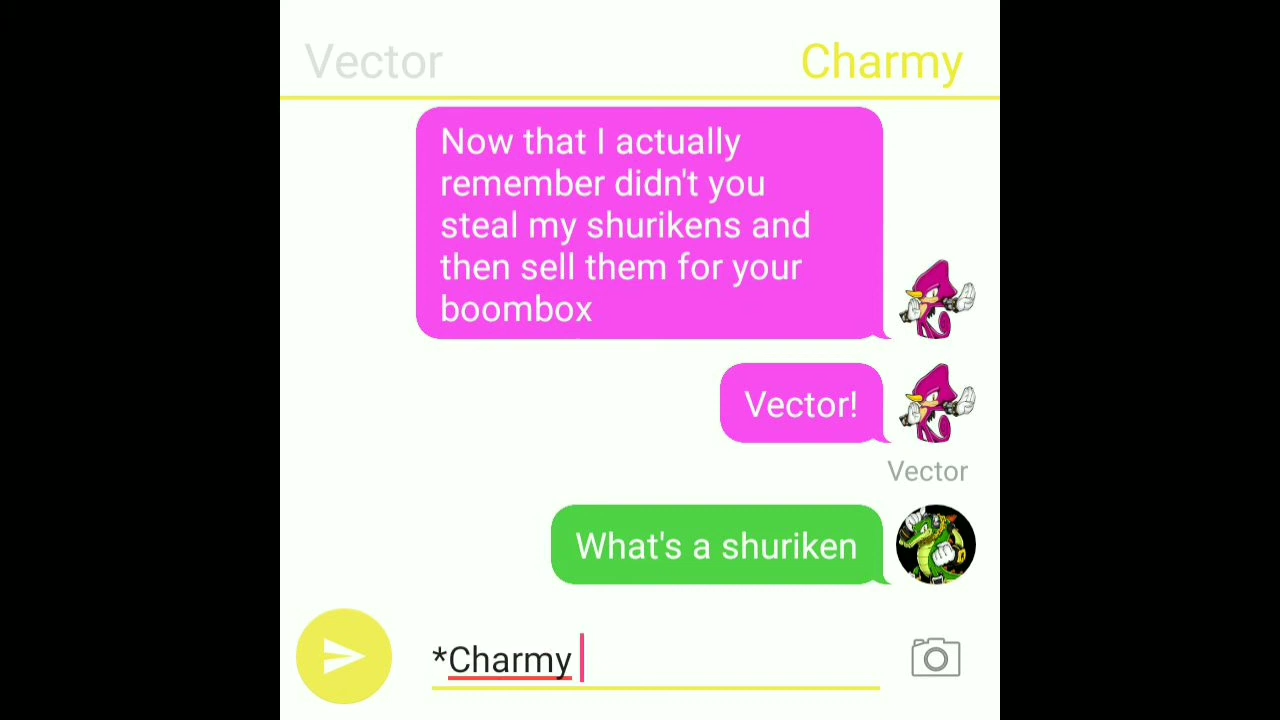 Vector
Charmy
Now that I actually
remember didn't you
steal my shurikens and
then sell them for your
boombox
Vector!
Vector
What's a shuriken
*Charmy